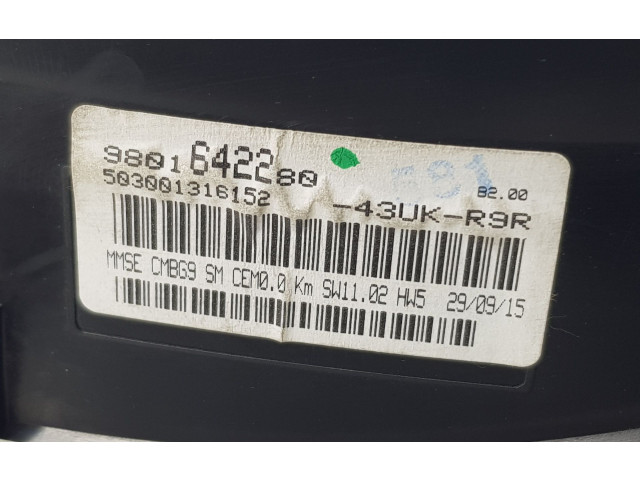 9801642280
82.00
503001316152
-43UK-R9R
MMSE CMBG9 SM CEM0.0 Km SW11.02 HW5 29/09/15